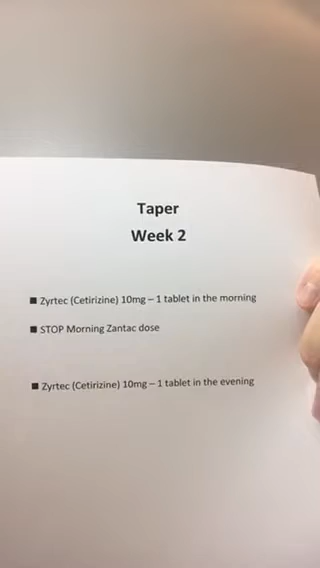 Taper
Week 2
■ Zyrtec (Cetirizine) 10mg – 1 tablet in the morning
■ STOP Morning Zantac dose
■ Zyrtec (Cetirizine) 10mg – 1 tablet in the evening